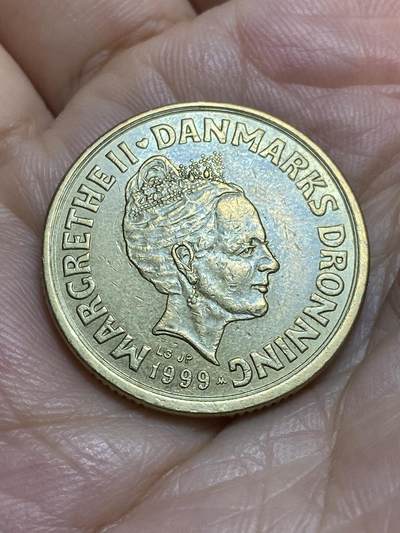 MARGRETHE II ♥ DANMARKS DRONNING
LG JP
1999